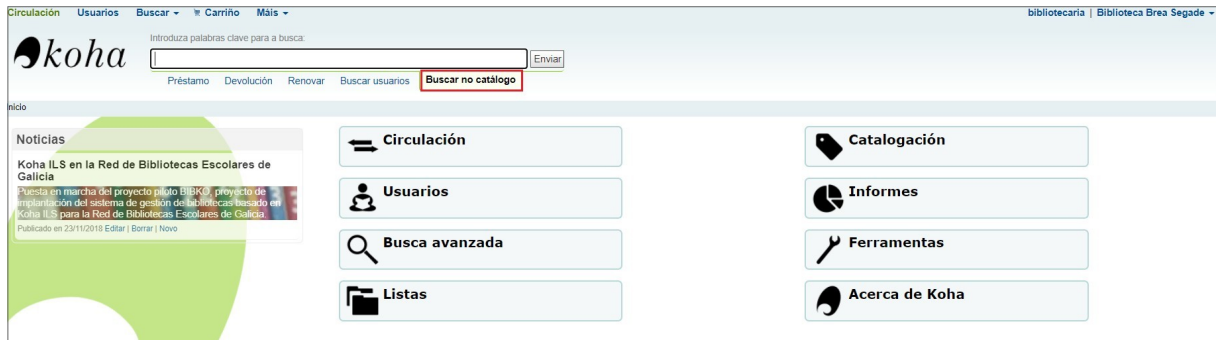 Circulación Usuarios Buscar Carriño Máis bibliotecaria | Biblioteca Brea Segade
koha
Introduza palabras clave para a busca:
Enviar
Préstamo Devolución Renovar Buscar usuarios Buscar no catálogo
nicio
Noticias
Koha ILS en la Red de Bibliotecas Escolares de
Galicia
Puesta en marcha del proyecto piloto BIBKO, proyecto de
implantación del sistema de gestión de bibliotecas basado en
Koha ILS para la Red de Bibliotecas Escolares de Galicia
Publicado en 23/11/2018 Editar | Borrar | Novo
Circulación
Usuarios
Busca avanzada
Listas
Catalogación
Informes
Ferramentas
Acerca de Koha